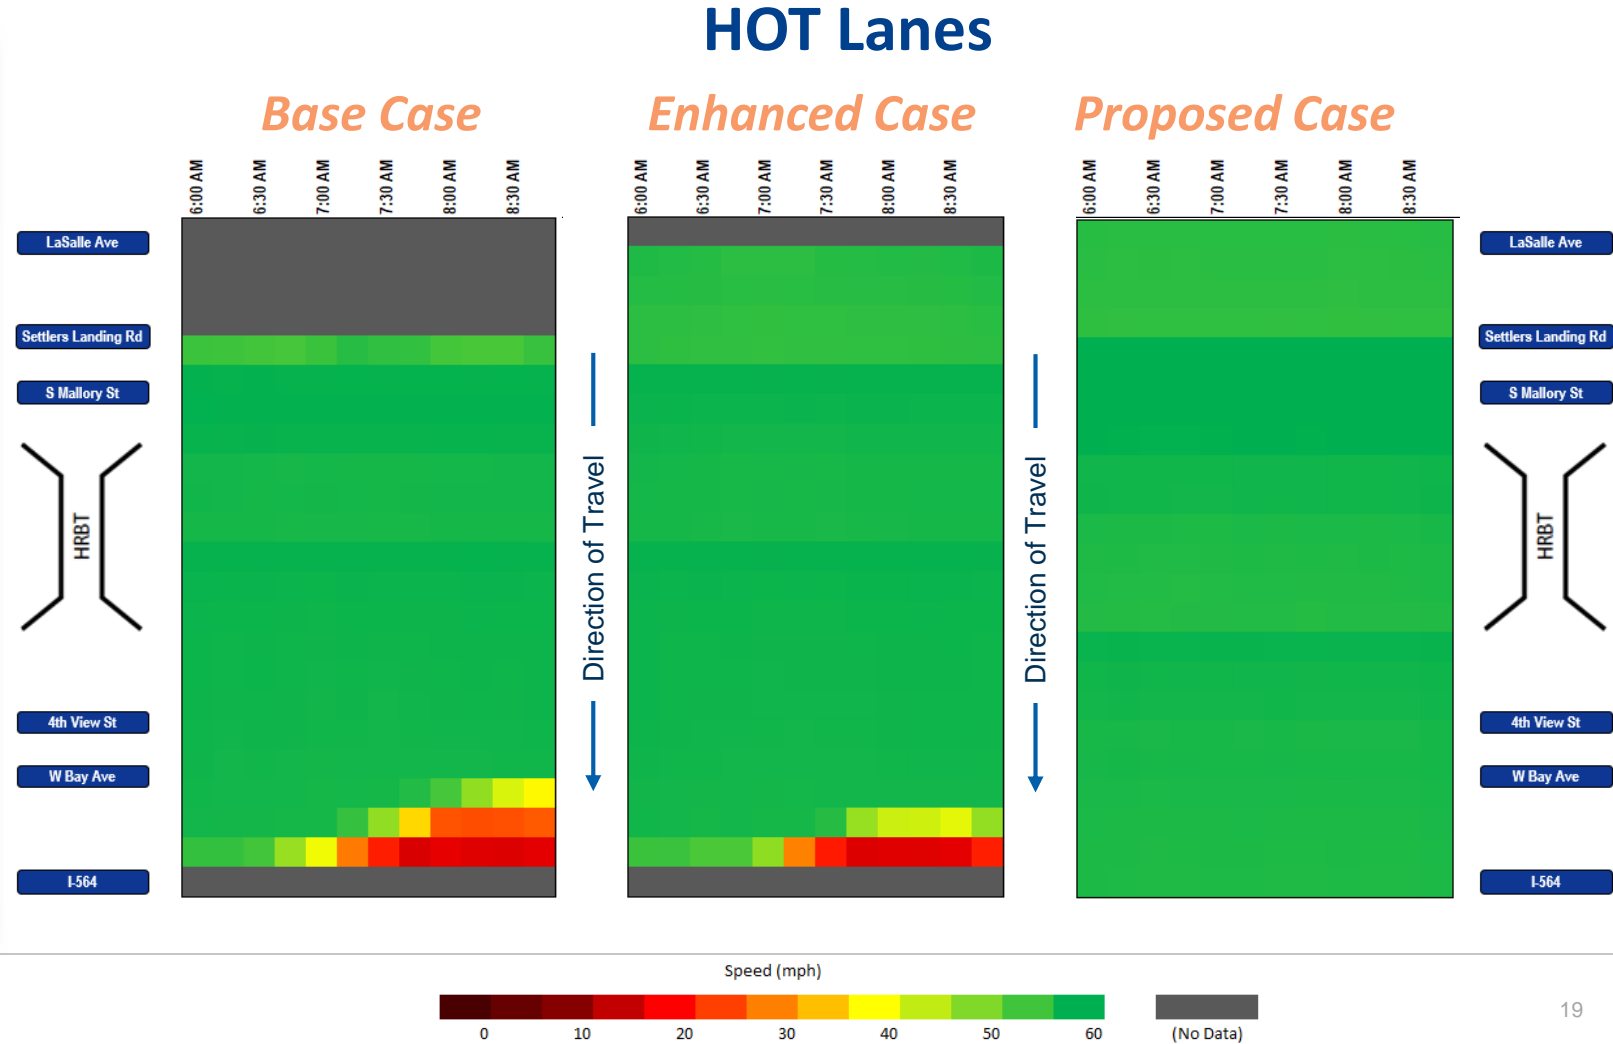 HOT Lanes
Base Case
Enhanced Case
Proposed Case
6:00 AM
6:30 AM
7:00 AM
7:30 AM
8:00 AM
8:30 AM
6:00 AM
6:30 AM
7:00 AM
7:30 AM
8:00 AM
8:30 AM
6:00 AM
6:30 AM
7:00 AM
7:30 AM
8:00 AM
8:30 AM
LaSalle Ave
Settlers Landing Rd
S Mallory St
HRBT
4th View St
W Bay Ave
I-564
Direction of Travel
Direction of Travel
LaSalle Ave
Settlers Landing Rd
S Mallory St
HRBT
4th View St
W Bay Ave
I-564
Speed (mph)
0 10 20 30 40 50 60
(No Data)
19